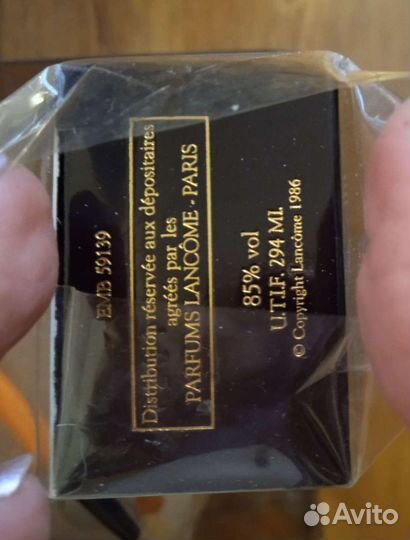 EMB 59139
Distribution réservée aux dépositaires
agréés par les
PARFUMS LANCÔME - PARIS
85% vol
U.T.I.F. 294 ML
© Copyright Lancôme 1986
Avito